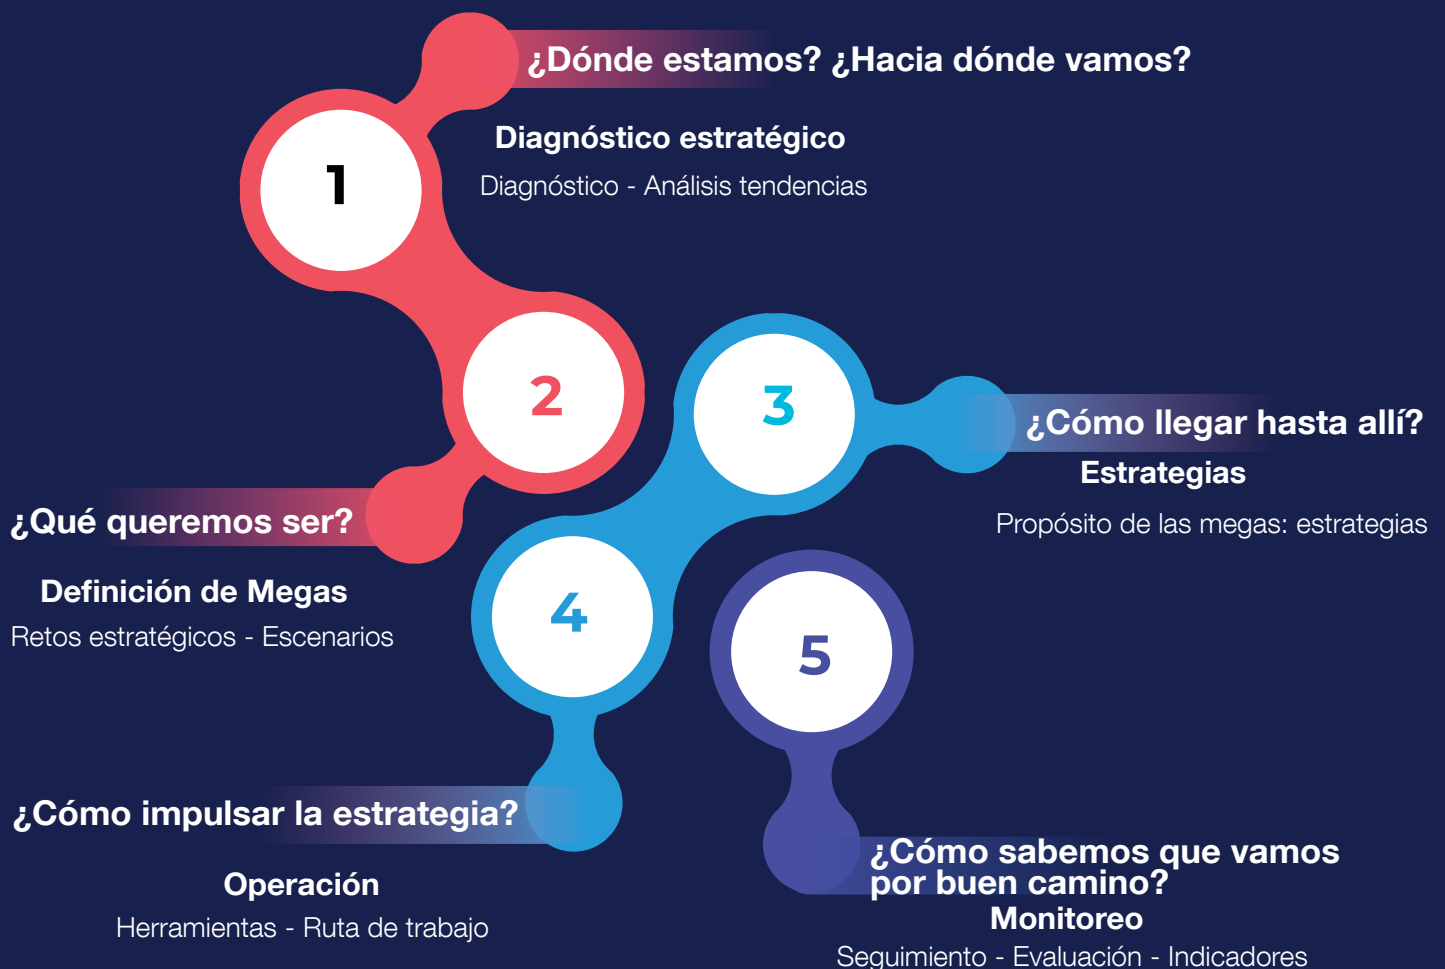 ¿Dónde estamos? ¿Hacia dónde vamos?
Diagnóstico estratégico
Diagnóstico - Análisis tendencias
1
2
¿Qué queremos ser?
Definición de Megas
Retos estratégicos - Escenarios
3
¿Cómo llegar hasta allí?
Estrategias
Propósito de las megas: estrategias
4
¿Cómo impulsar la estrategia?
Operación
Herramientas - Ruta de trabajo
5
¿Cómo sabemos que vamos
por buen camino?
Monitoreo
Seguimiento - Evaluación - Indicadores